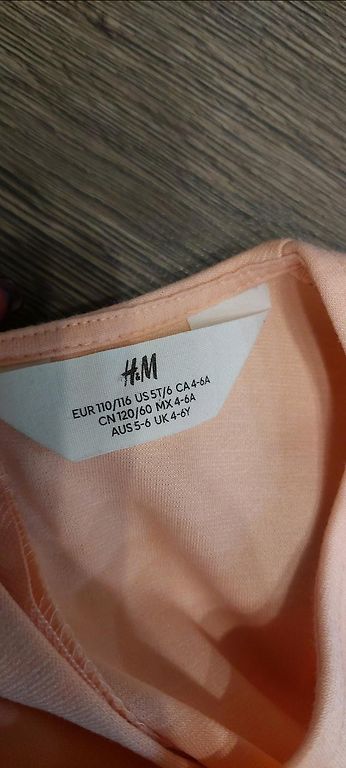 H&M
EUR 110/116 US 5T/6 CA 4-6A
CN 120/60 MX 4-6A
AUS 5-6 UK 4-6Y